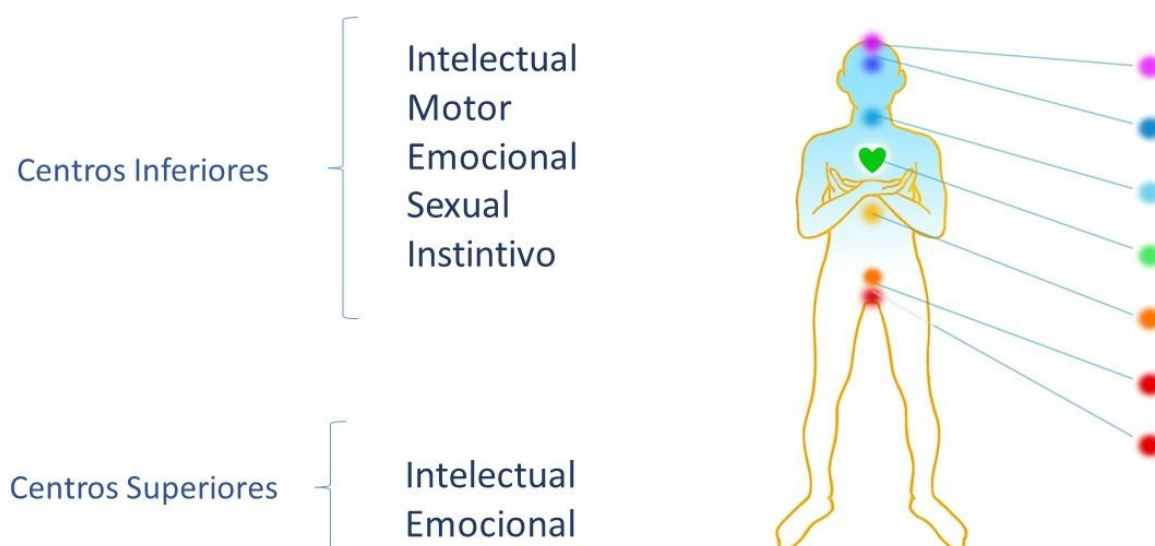 Centros Inferiores
Intelectual
Motor
Emocional
Sexual
Instintivo
Centros Superiores
Intelectual
Emocional